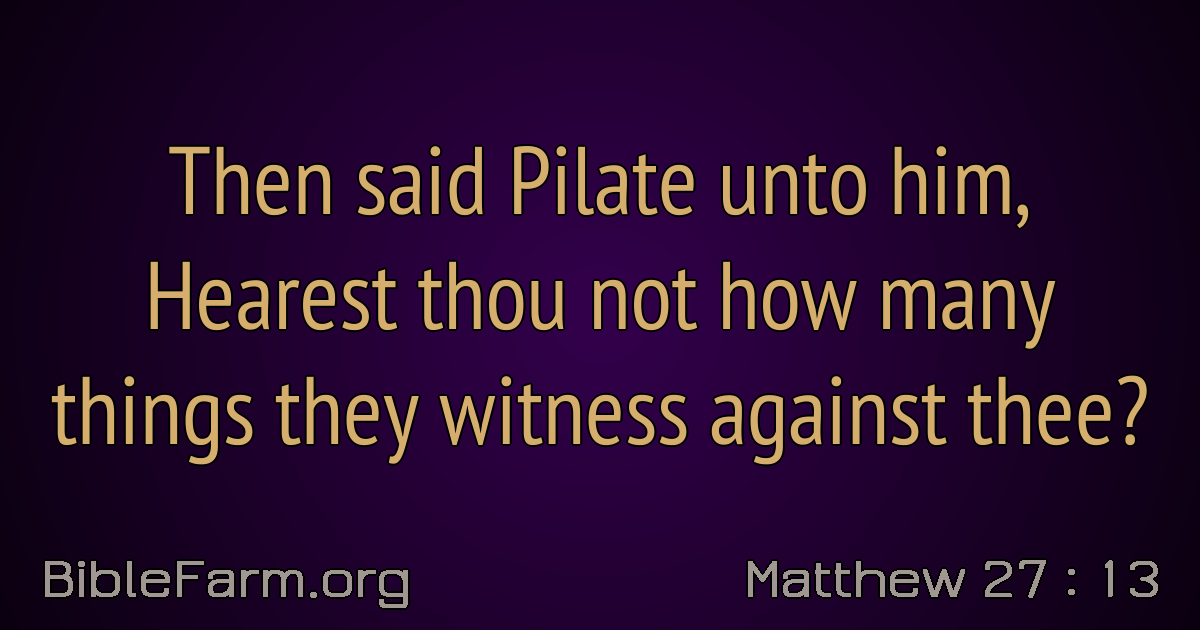 Then said Pilate unto him,
Hearest thou not how many
things they witness against thee?
BibleFarm.org
Matthew 27 : 13